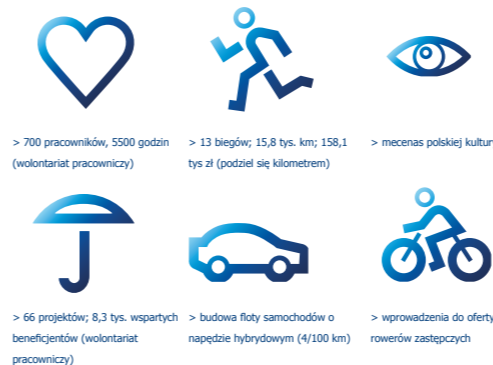 > 700 pracowników, 5500 godzin
(wolontariat pracowniczy)
> 13 biegów; 15,8 tys. km; 158,1
tys zł (podziel się kilometrem)
> mecenas polskiej kultury
> 66 projektów; 8,3 tys. wspartych
beneficjentów (wolontariat
pracowniczy)
> budowa floty samochodów o
napędzie hybrydowym (4/100 km)
> wprowadzenia do oferty
rowerów zastępczych